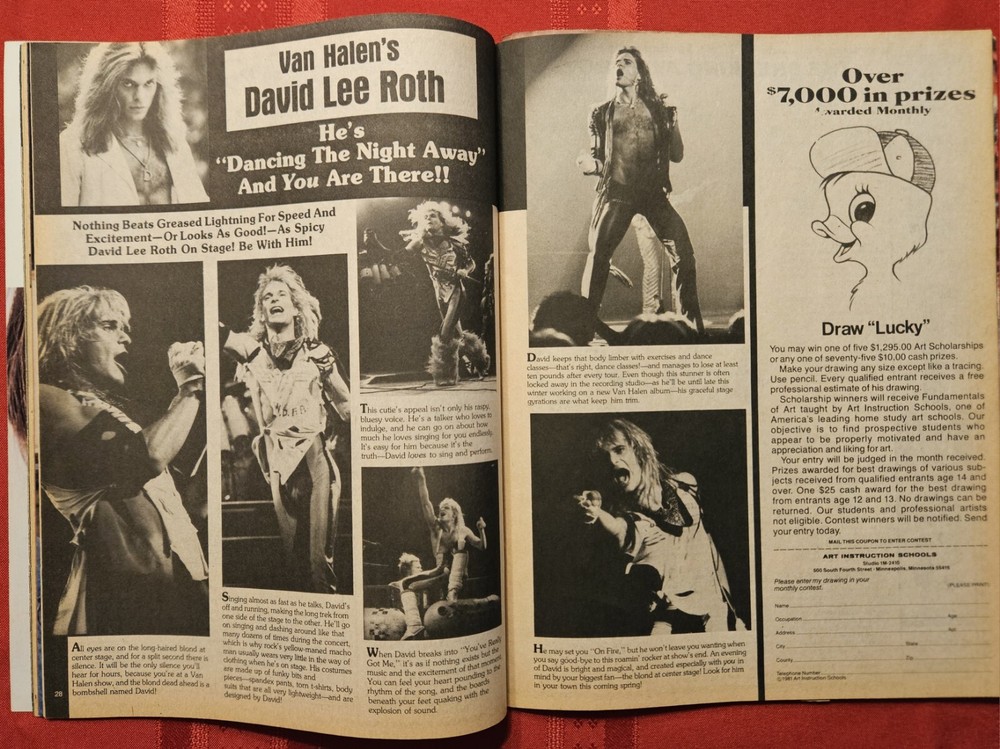 Van Halen's
David Lee Roth
He's
"Dancing The Night Away"
And You Are There!!
Nothing Beats Greased Lightning For Speed And
Excitement—Or Looks As Good!—As Spicy
David Lee Roth On Stage! Be With Him!
All eyes are on the long-haired blond at
center stage, and for a split second there is
silence. It will be the only silence you'll
hear for hours, because you're at a Van
Halen show, and the blond dead ahead is a
bombshell named David!
28
Singing almost as fast as he talks, David's
off and running, making the long trek from
one side of the stage to the other. He'll go
on singing and dashing around like that
many dozens of times during the concert,
which is why rock's yellow-maned macho
man usually wears very little in the way of
clothing when he's on stage. His costumes
are made up of funky bits and
pieces—spandex pants, torn t-shirts, body
suits that are all very lightweight—and are
designed by David!
This cutie's appeal isn't only his raspy,
bluesy voice. He's a talker who loves to
indulge, and he can go on about how
much he loves singing for you endlessly.
It's easy for him because it's the
truth—David loves to sing and perform.
When David breaks into "You've Really
Got Me," it's as if nothing exists but the
music and the excitement of that moment.
You can feel your heart pounding to the
rhythm of the song, and the boards
beneath your feet quaking with the
explosion of sound.
David keeps that body limber with exercises and dance
classes—that's right, dance classes!—and manages to lose at least
ten pounds after every tour. Even though this stunner is often
locked away in the recording studio—as he'll be until late this
winter working on a new Van Halen album—his graceful stage
gyrations are what keep him trim.
He may set you "On Fire," but he won't leave you wanting when
you say good-bye to this roamin' rocker at show's end. An evening
of David is bright and magical, and created especially with you in
mind by your biggest fan—the blond at center stage! Look for him
in your town this coming spring!
Over
$7,000 in prizes
Awarded Monthly
Draw "Lucky"
You may win one of five $1,295.00 Art Scholarships
or any one of seventy-five $10.00 cash prizes.
Make your drawing any size except like a tracing.
Use pencil. Every qualified entrant receives a free
professional estimate of his drawing.
Scholarship winners will receive Fundamentals
of Art taught by Art Instruction Schools, one of
America's leading home study art schools. Our
objective is to find prospective students who
appear to be properly motivated and have an
appreciation and liking for art.
Your entry will be judged in the month received.
Prizes awarded for best drawings of various sub-
jects received from qualified entrants age 14 and
over. One $25 cash award for the best drawing
from entrants age 12 and 13. No drawings can be
returned. Our students and professional artists
not eligible. Contest winners will be notified. Send
your entry today.
MAIL THIS COUPON TO ENTER CONTEST
ART INSTRUCTION SCHOOLS
Studio 1M-2410
500 South Fourth Street · Minneapolis, Minnesota 55415
Please enter my drawing in your
monthly contest.
(PLEASE PRINT)
Name
Occupation
Age
Address
Apt
City
State
County
Zip
Telephone Number
©1981 Art Instruction Schools